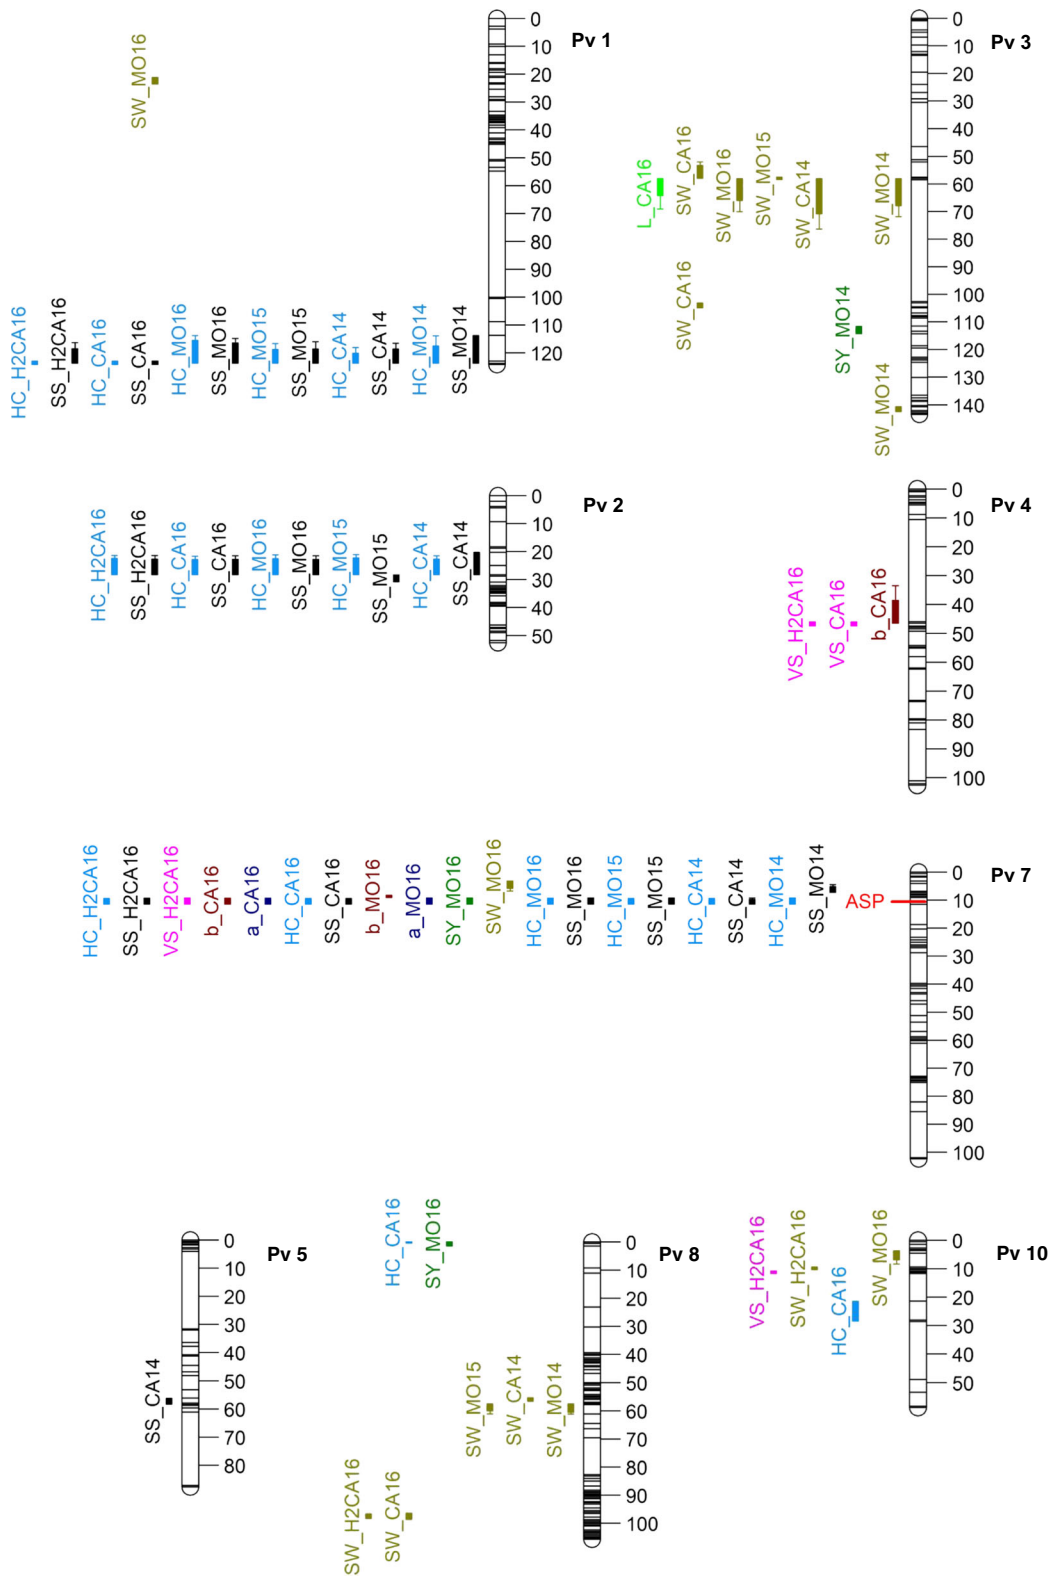 Pv 1
0
10
20
30
40
50
60
70
80
90
100
110
120
SW_MO16
HC_H2CA16
SS_H2CA16
HC_CA16
SS_CA16
HC_MO16
SS_MO16
HC_MO15
SS_MO15
HC_CA14
SS_CA14
HC_MO14
SS_MO14
Pv 3
0
10
20
30
40
50
60
70
80
90
100
110
120
130
140
L_CA16
SW_CA16
SW_MO16
SW_MO15
SW_CA14
SW_MO14
SW_CA16
SY_MO14
SW_MO14
Pv 2
0
10
20
30
40
50
HC_H2CA16
SS_H2CA16
HC_CA16
SS_CA16
HC_MO16
SS_MO16
HC_MO15
SS_MO15
HC_CA14
SS_CA14
Pv 4
0
10
20
30
40
50
60
70
80
90
100
VS_H2CA16
VS_CA16
b_CA16
Pv 7
0
10
20
30
40
50
60
70
80
90
100
HC_H2CA16
SS_H2CA16
VS_H2CA16
b_CA16
a_CA16
HC_CA16
SS_CA16
b_MO16
a_MO16
SY_MO16
SW_MO16
HC_MO16
SS_MO16
HC_MO15
SS_MO15
HC_CA14
SS_CA14
HC_MO14
SS_MO14
ASP
Pv 5
0
10
20
30
40
50
60
70
80
SS_CA14
Pv 8
0
10
20
30
40
50
60
70
80
90
100
HC_CA16
SY_MO16
SW_MO15
SW_CA14
SW_MO14
SW_H2CA16
SW_CA16
Pv 10
0
10
20
30
40
50
VS_H2CA16
SW_H2CA16
HC_CA16
SW_MO16